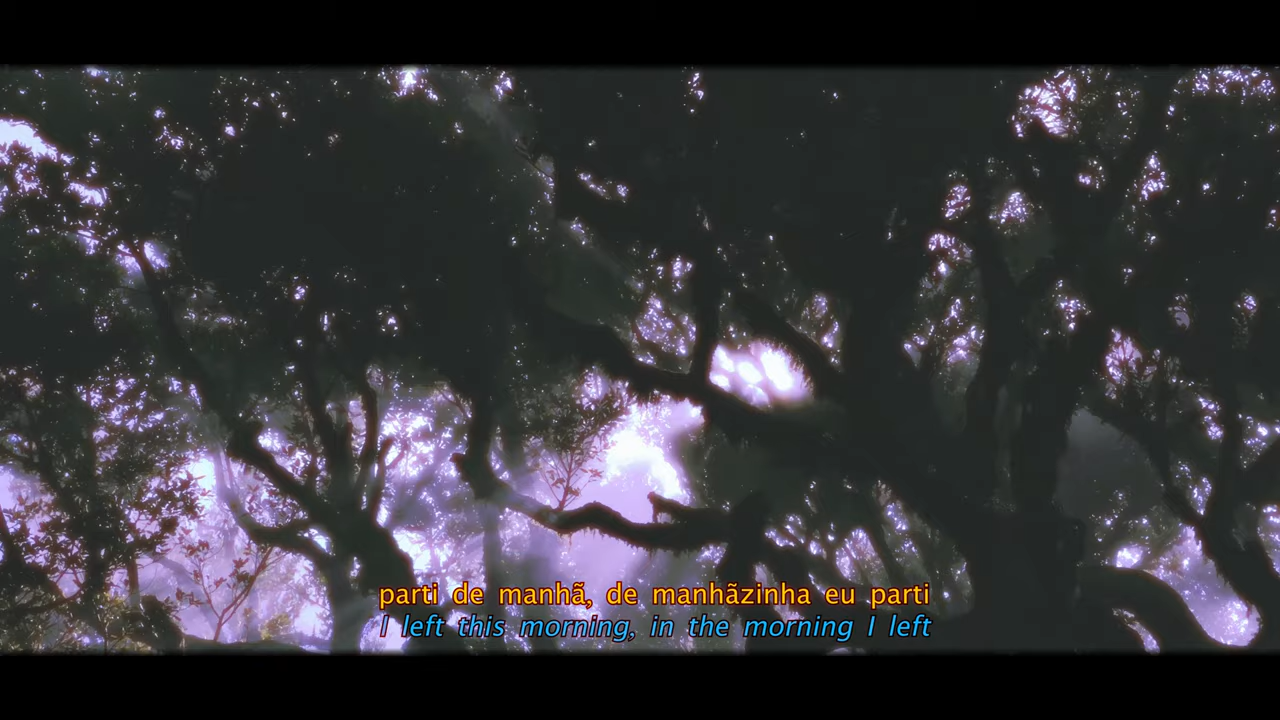 parti de manhã, de manhãzinha eu parti
I left this morning, in the morning I left